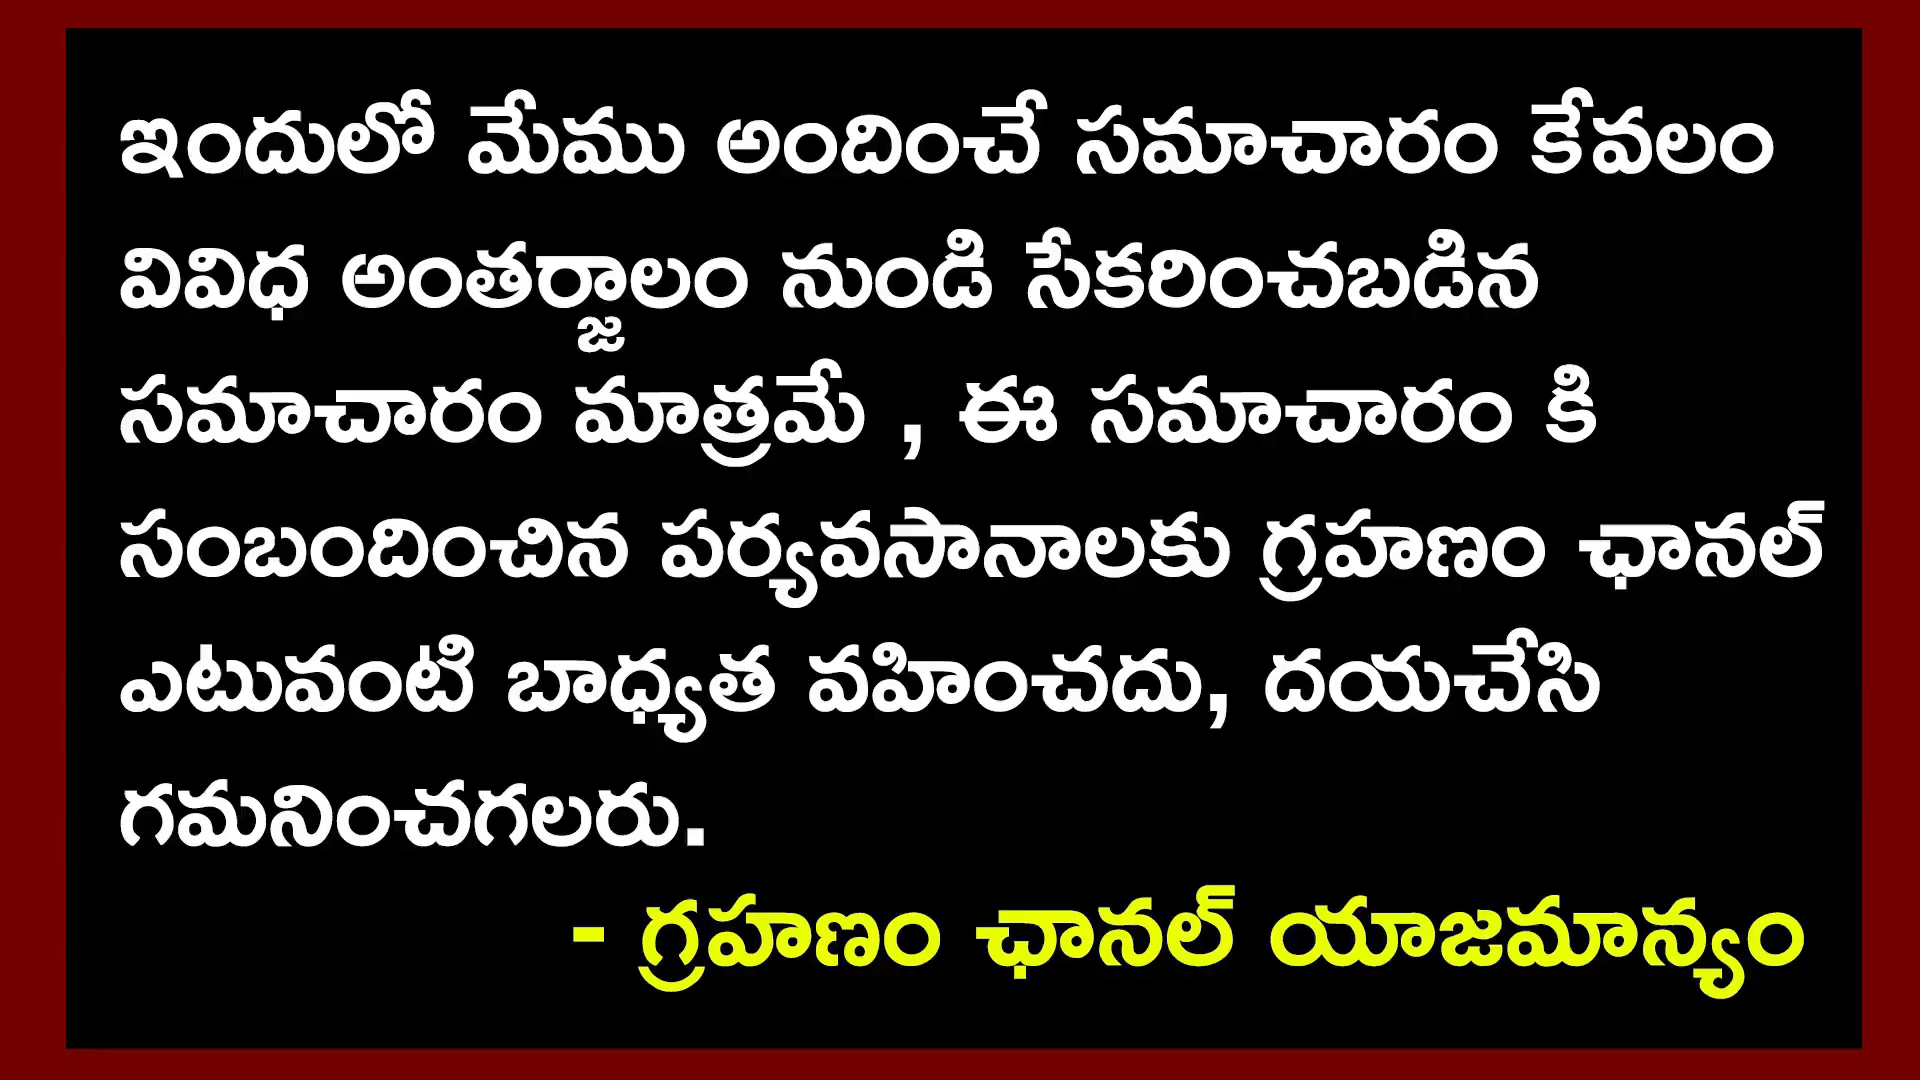 ఇందులో మేము అందించే సమాచారం కేవలం
వివిధ అంతర్జాలం నుండి సేకరించబడిన
సమాచారం మాత్రమే , ఈ సమాచారం కి
సంబందించిన పర్యవసానాలకు గ్రహణం ఛానల్
ఎటువంటి బాధ్యత వహించదు, దయచేసి
గమనించగలరు.
- గ్రహణం ఛానల్ యాజమాన్యం